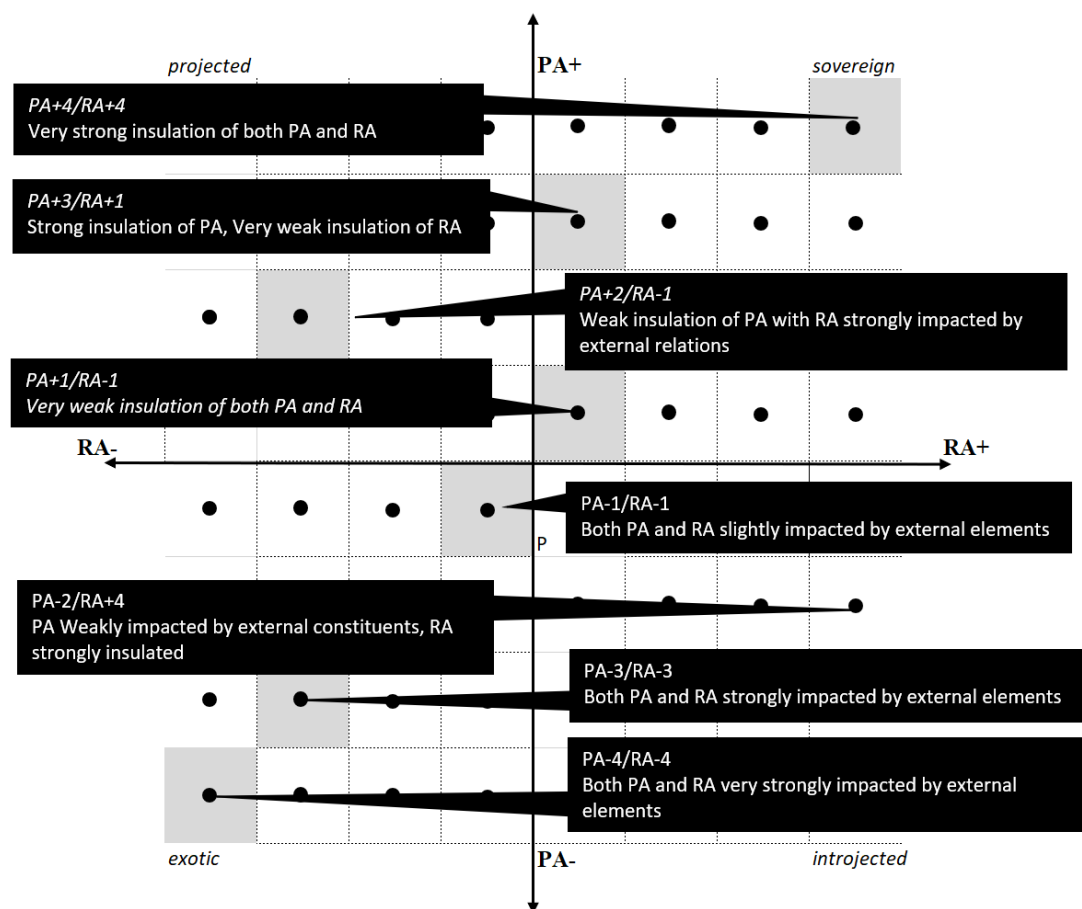 projected
PA+
sovereign
PA+4/RA+4
Very strong insulation of both PA and RA
PA+3/RA+1
Strong insulation of PA, Very weak insulation of RA
PA+2/RA-1
Weak insulation of PA with RA strongly impacted by
external relations
PA+1/RA-1
Very weak insulation of both PA and RA
RA-
RA+
PA-1/RA-1
Both PA and RA slightly impacted by external elements
P
PA-2/RA+4
PA Weakly impacted by external constituents, RA
strongly insulated
PA-3/RA-3
Both PA and RA strongly impacted by external elements
PA-4/RA-4
Both PA and RA very strongly impacted by external
elements
exotic
PA-
introjected